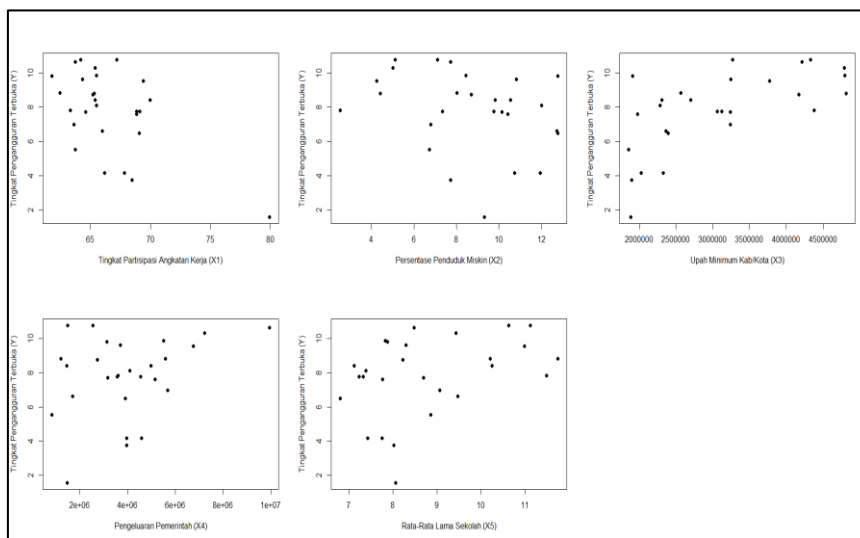 Tingkat Pengangguran Terbuka (Y)
10
8
6
4
2
65 70 75 80
Tingkat Partisipasi Angkatan Kerja (X1)
Tingkat Pengangguran Terbuka (Y)
10
8
6
4
2
4 6 8 10 12
Persentase Penduduk Miskin (X2)
Tingkat Pengangguran Terbuka (Y)
10
8
6
4
2
2000000 2500000 3000000 3500000 4000000 4500000
Upah Minimum Kab/Kota (X3)
Tingkat Pengangguran Terbuka (Y)
10
8
6
4
2
2e+06 4e+06 6e+06 8e+06 1e+07
Pengeluaran Pemerintah (X4)
Tingkat Pengangguran Terbuka (Y)
10
8
6
4
2
7 8 9 10 11
Rata-Rata Lama Sekolah (X5)